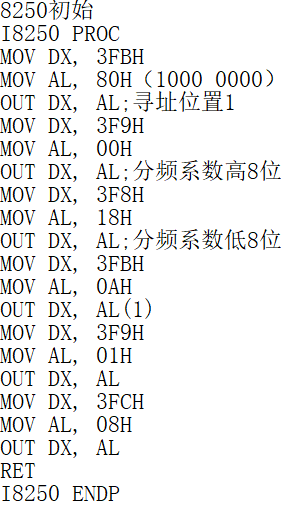 8250初始
I8250 PROC
MOV DX, 3FBH
MOV AL, 80H（1000 0000）
OUT DX, AL;寻址位置1
MOV DX, 3F9H
MOV AL, 00H
OUT DX, AL;分频系数高8位
MOV DX, 3F8H
MOV AL, 18H
OUT DX, AL;分频系数低8位
MOV DX, 3FBH
MOV AL, 0AH
OUT DX, AL(1)
MOV DX, 3F9H
MOV AL, 01H
OUT DX, AL
MOV DX, 3FCH
MOV AL, 08H
OUT DX, AL
RET
I8250 ENDP